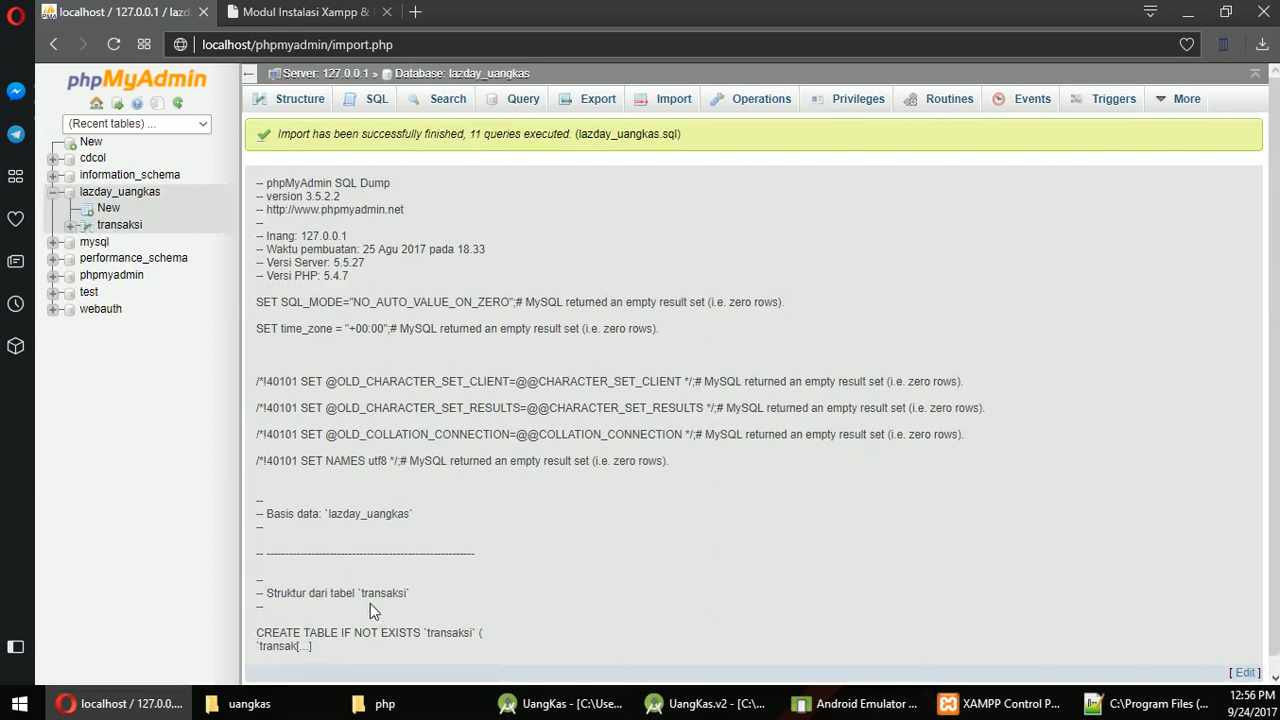 localhost / 127.0.0.1 / laz
Modul Instalasi Xampp &
localhost/phpmyadmin/import.php
phpMyAdmin
(Recent tables) ...
New
cdcol
information_schema
lazday_uangkas
New
transaksi
mysql
performance_schema
phpmyadmin
test
webauth
Server: 127.0.0.1 » Database: lazday_uangkas
Structure SQL Search Query Export Import Operations Privileges Routines Events Triggers More
Import has been successfully finished, 11 queries executed. (lazday_uangkas.sql)
-- phpMyAdmin SQL Dump
-- version 3.5.2.2
-- http://www.phpmyadmin.net
--
-- Inang: 127.0.0.1
-- Waktu pembuatan: 25 Agu 2017 pada 18.33
-- Versi Server: 5.5.27
-- Versi PHP: 5.4.7
SET SQL_MODE="NO_AUTO_VALUE_ON_ZERO";# MySQL returned an empty result set (i.e. zero rows).
SET time_zone = "+00:00";# MySQL returned an empty result set (i.e. zero rows).
/*!40101 SET @OLD_CHARACTER_SET_CLIENT=@@CHARACTER_SET_CLIENT */;# MySQL returned an empty result set (i.e. zero rows).
/*!40101 SET @OLD_CHARACTER_SET_RESULTS=@@CHARACTER_SET_RESULTS */;# MySQL returned an empty result set (i.e. zero rows).
/*!40101 SET @OLD_COLLATION_CONNECTION=@@COLLATION_CONNECTION */;# MySQL returned an empty result set (i.e. zero rows).
/*!40101 SET NAMES utf8 */;# MySQL returned an empty result set (i.e. zero rows).
--
-- Basis data: `lazday_uangkas`
--
-- --------------------------------------------------------
--
-- Struktur dari tabel `transaksi`
--
CREATE TABLE IF NOT EXISTS `transaksi` (
`transak[...]
[ Edit ]
localhost / 127.0.0....
uangkas
php
UangKas - [C:\Use...
UangKas.v2 - [C:\...
Android Emulator ...
XAMPP Control P...
C:\Program Files (...
12:56 PM
9/24/2017